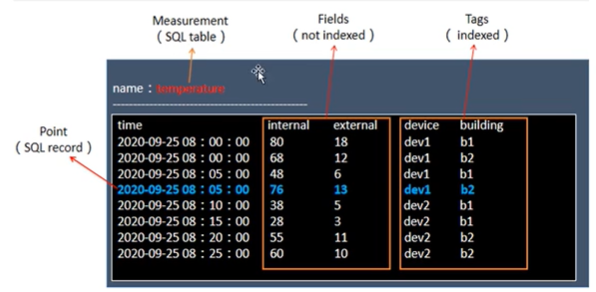 Measurement
( SQL table )
Fields
( not indexed )
Tags
( indexed )
name : temperature
Point
( SQL record )
time internal external device building
2020-09-25 08 : 00 : 00 80 18 dev1 b1
2020-09-25 08 : 00 : 00 68 12 dev1 b2
2020-09-25 08 : 05 : 00 48 6 dev1 b1
2020-09-25 08 : 05 : 00 76 13 dev1 b2
2020-09-25 08 : 10 : 00 38 5 dev2 b1
2020-09-25 08 : 15 : 00 28 3 dev2 b1
2020-09-25 08 : 20 : 00 55 11 dev2 b2
2020-09-25 08 : 25 : 00 60 10 dev2 b2